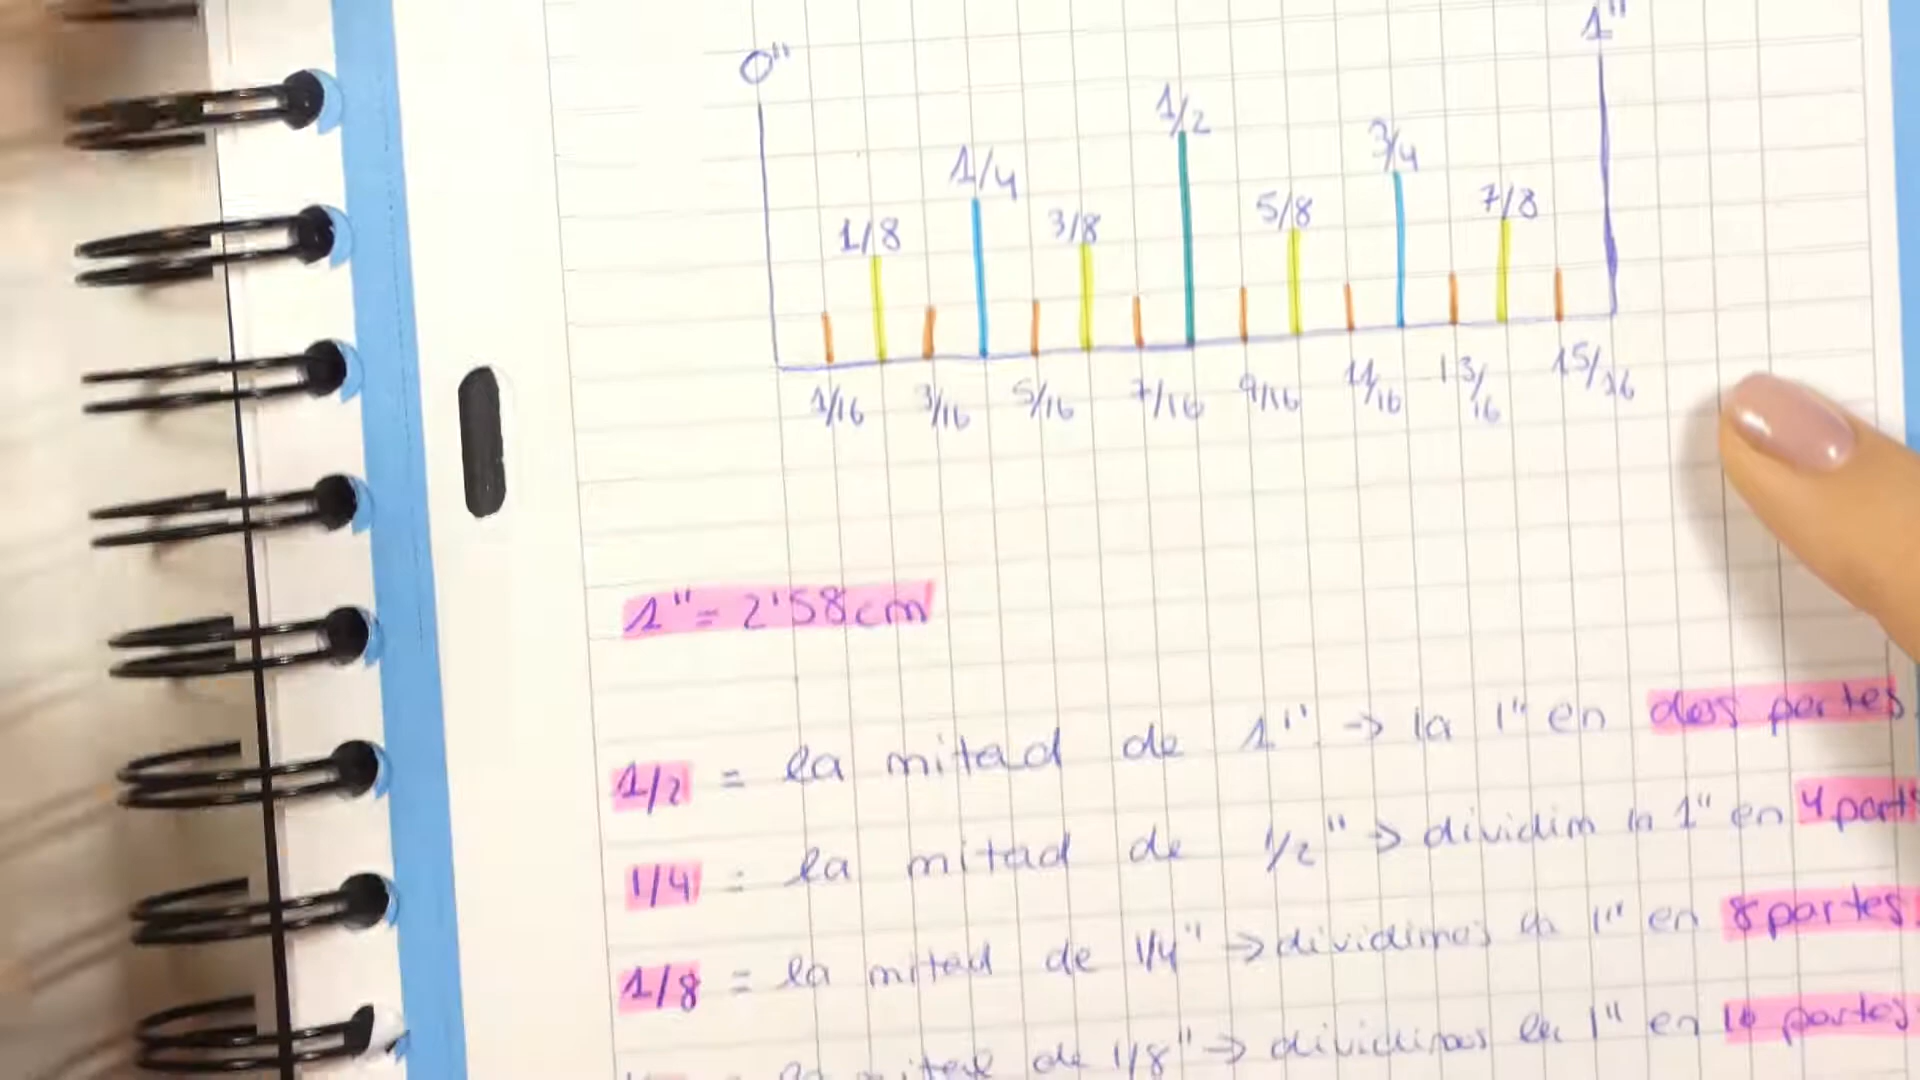 0" 1"
1/2
1/4 3/4
1/8 3/8 5/8 7/8
1/16 3/16 5/16 7/16 9/16 11/16 13/16 15/16
1" = 2'58cm
1/2 = la mitad de 1" → la 1" en dos partes
1/4 = la mitad de 1/2" → dividim la 1" en 4 part
1/8 = la mitad de 1/4" → dividimos la 1" en 8 partes
de 1/8" → dividimos la 1" en partes